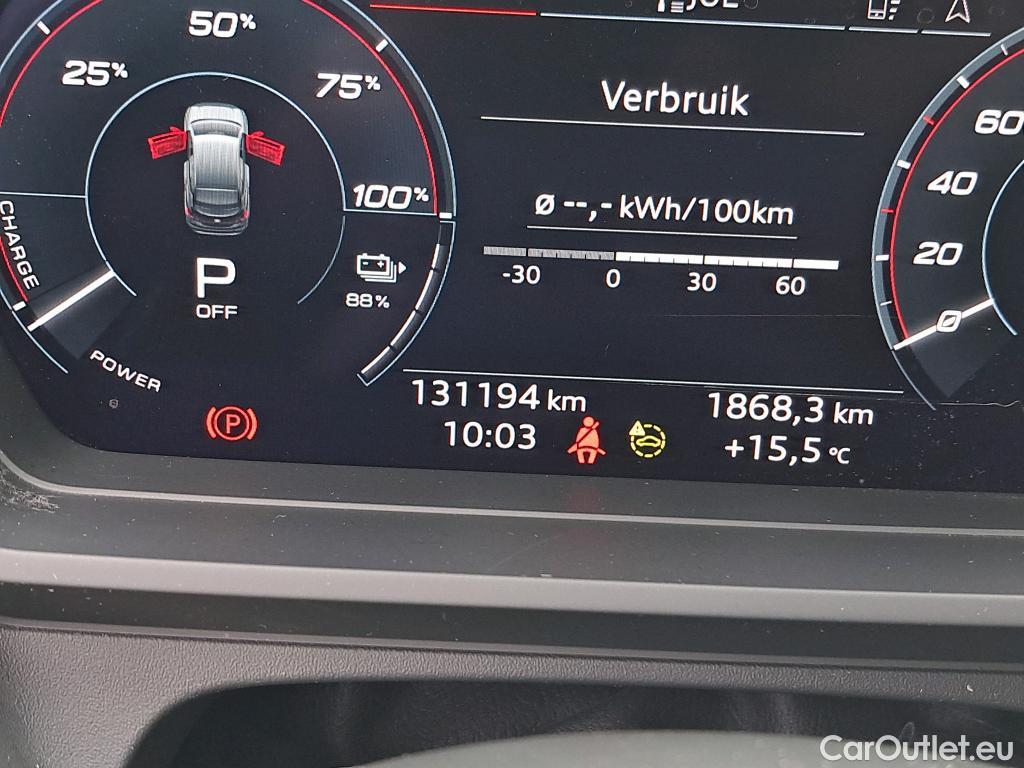 50%
25%
75%
100%
CHARGE
P
OFF
88%
POWER
Verbruik
ø --,- kWh/100km
-30 0 30 60
60
40
20
0
131194 km
10:03
1868,3 km
+15,5 °C
(P)
CarOutlet.eu